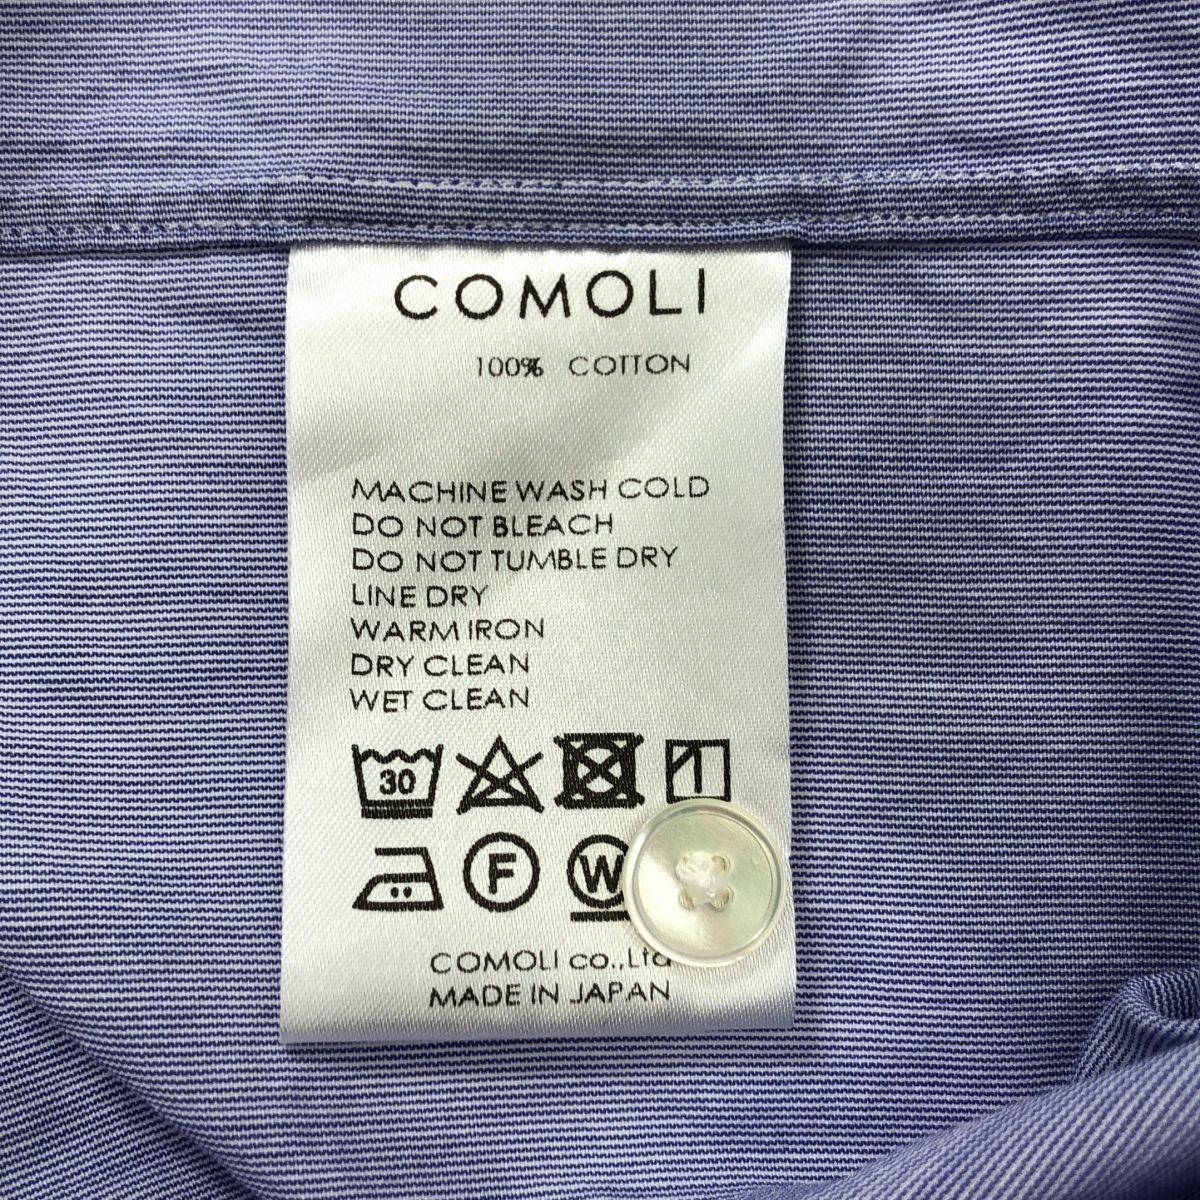 COMOLI
100% COTTON
MACHINE WASH COLD
DO NOT BLEACH
DO NOT TUMBLE DRY
LINE DRY
WARM IRON
DRY CLEAN
WET CLEAN
30
F W
COMOLI co.,Ltd
MADE IN JAPAN